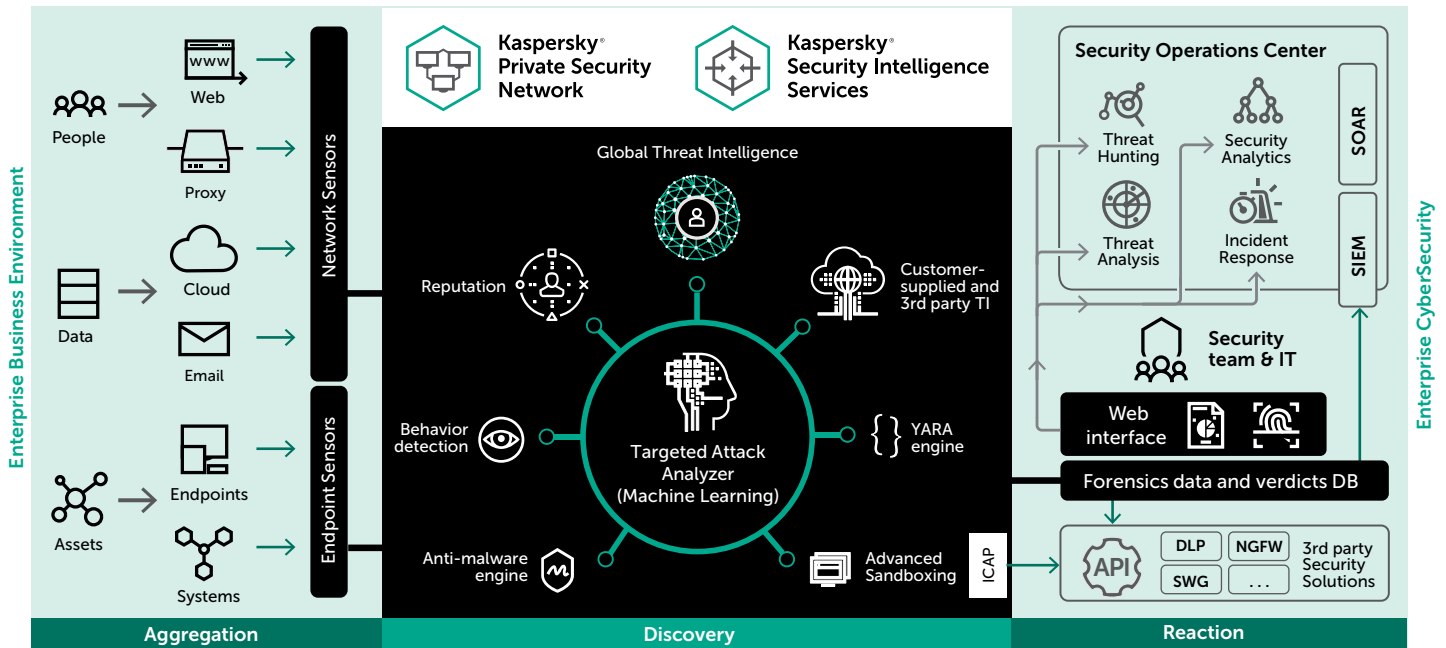 Enterprise Business Environment
People
Data
Assets
WWW
Web
Proxy
Cloud
Email
Endpoints
Systems
Network Sensors
Endpoint Sensors
Aggregation
Kaspersky®
Private Security
Network
Kaspersky®
Security Intelligence
Services
Global Threat Intelligence
Reputation
Customer-
supplied and
3rd party TI
Behavior
detection
Targeted Attack
Analyzer
(Machine Learning)
{ } YARA
engine
Anti-malware
engine
Advanced
Sandboxing
ICAP
Discovery
Security Operations Center
Threat
Hunting
Security
Analytics
Threat
Analysis
Incident
Response
SOAR
SIEM
Security
team & IT
Web
interface
Forensics data and verdicts DB
API
DLP
NGFW
SWG
...
3rd party
Security
Solutions
Reaction
Enterprise CyberSecurity